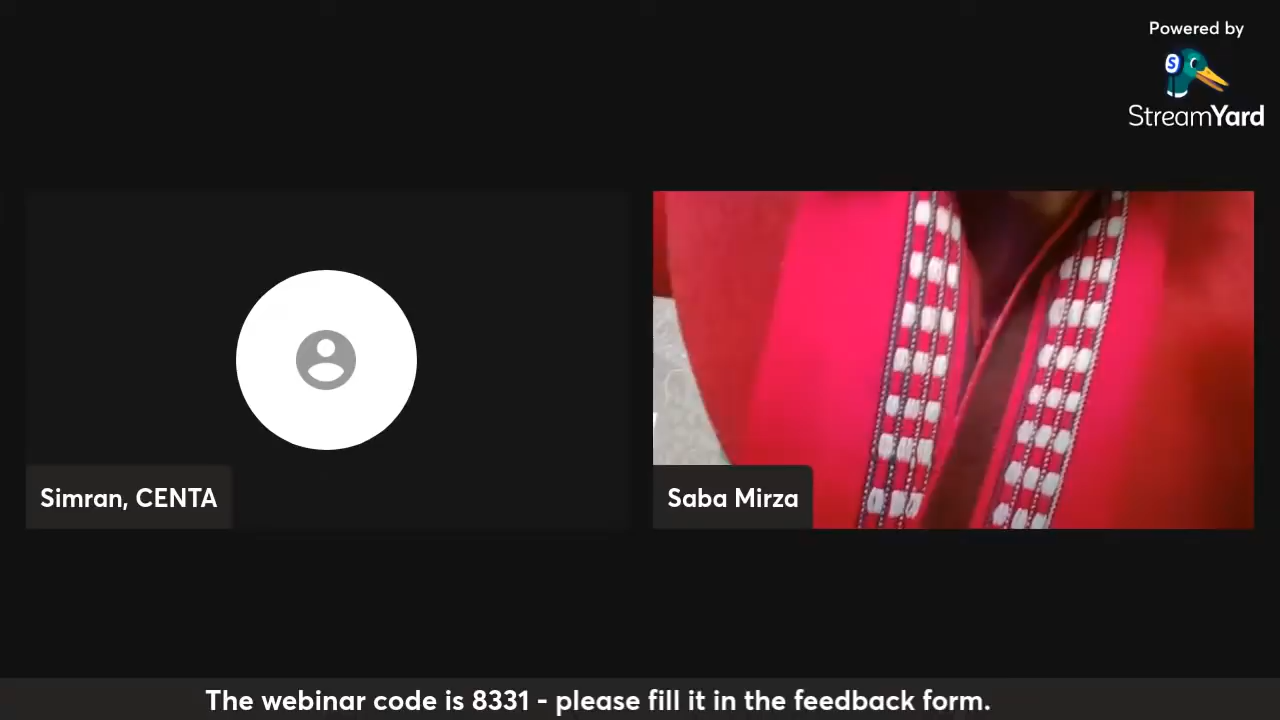 Powered by
S
StreamYard
Simran, CENTA
Saba Mirza
The webinar code is 8331 - please fill it in the feedback form.